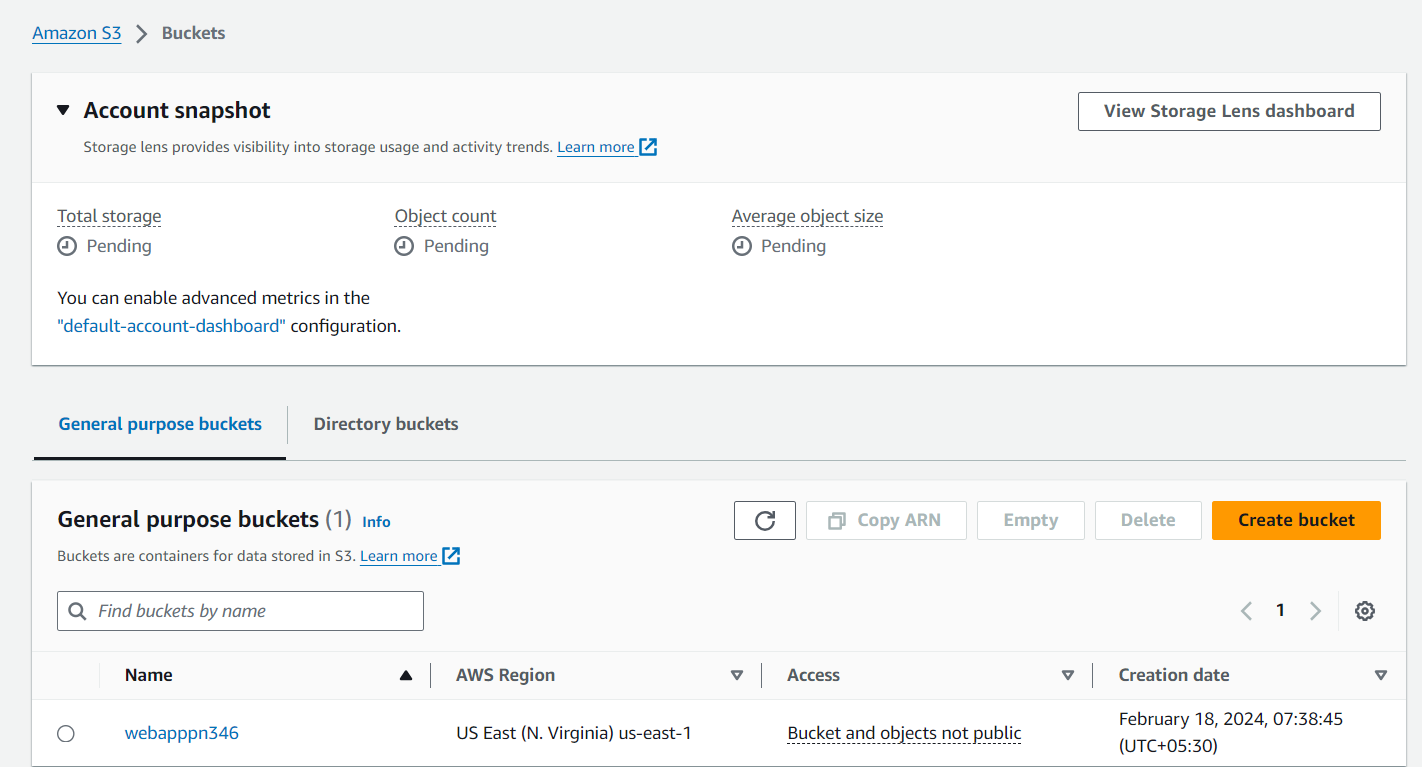 Amazon S3 > Buckets
Account snapshot
View Storage Lens dashboard
Storage lens provides visibility into storage usage and activity trends. Learn more
Total storage Object count Average object size
Pending Pending Pending
You can enable advanced metrics in the
"default-account-dashboard" configuration.
General purpose buckets Directory buckets
General purpose buckets (1) Info
Copy ARN Empty Delete Create bucket
Buckets are containers for data stored in S3. Learn more
Find buckets by name
1
Name AWS Region Access Creation date
webapppn346 US East (N. Virginia) us-east-1 Bucket and objects not public February 18, 2024, 07:38:45
(UTC+05:30)